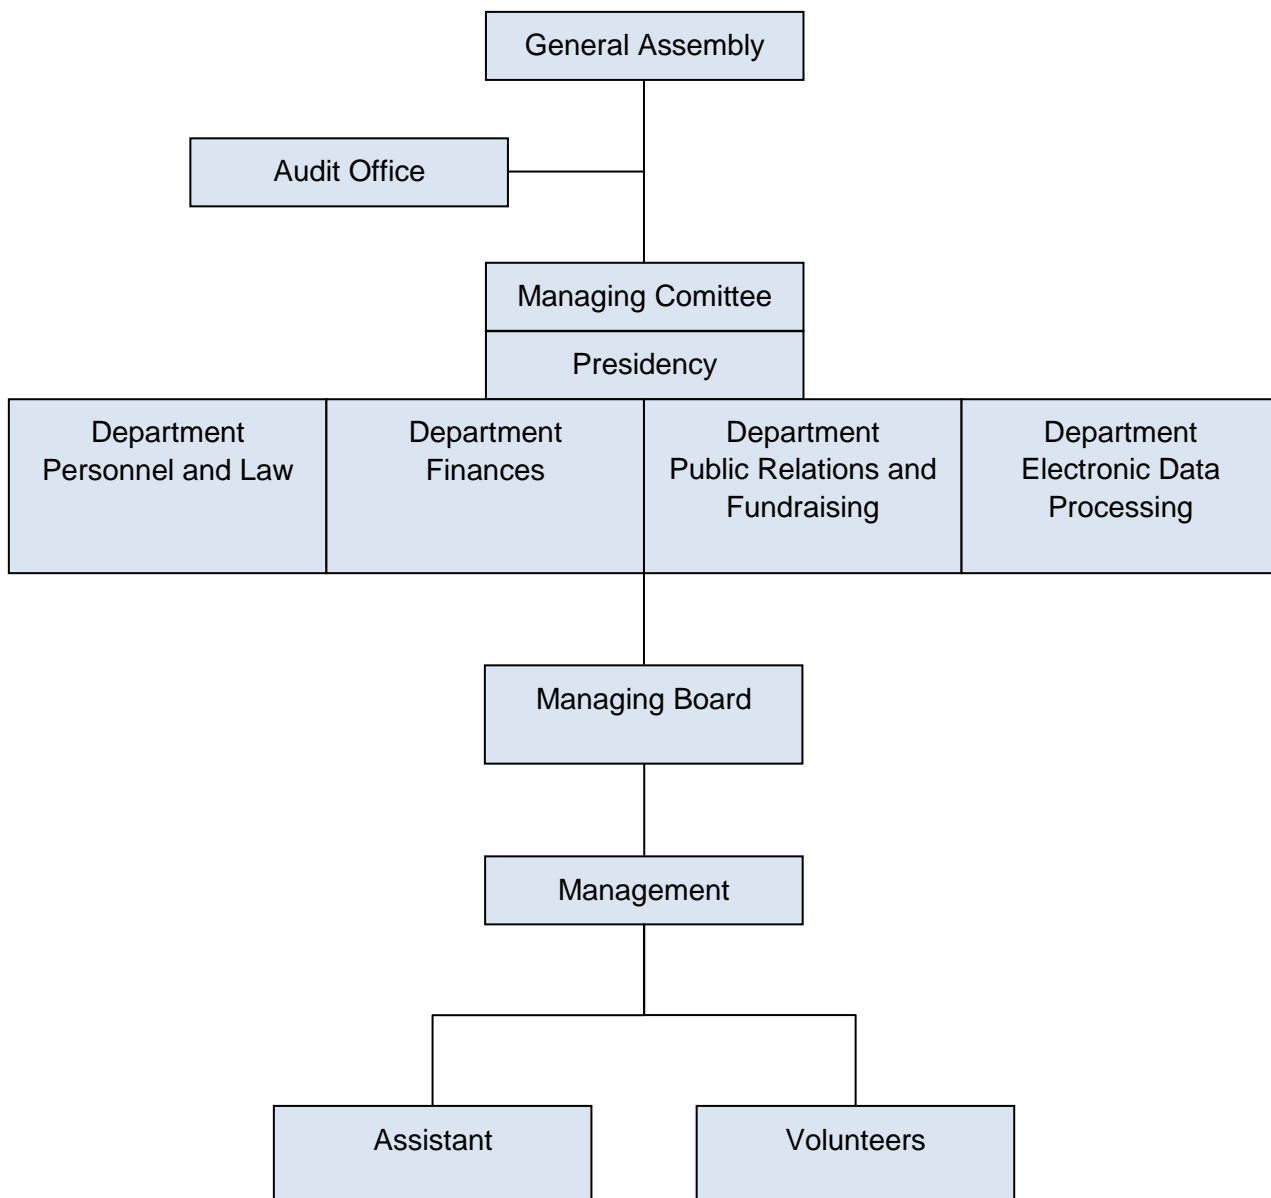 General Assembly
Audit Office
Managing Comittee
Presidency
Department
Personnel and Law
Department
Finances
Department
Public Relations and
Fundraising
Department
Electronic Data
Processing
Managing Board
Management
Assistant
Volunteers